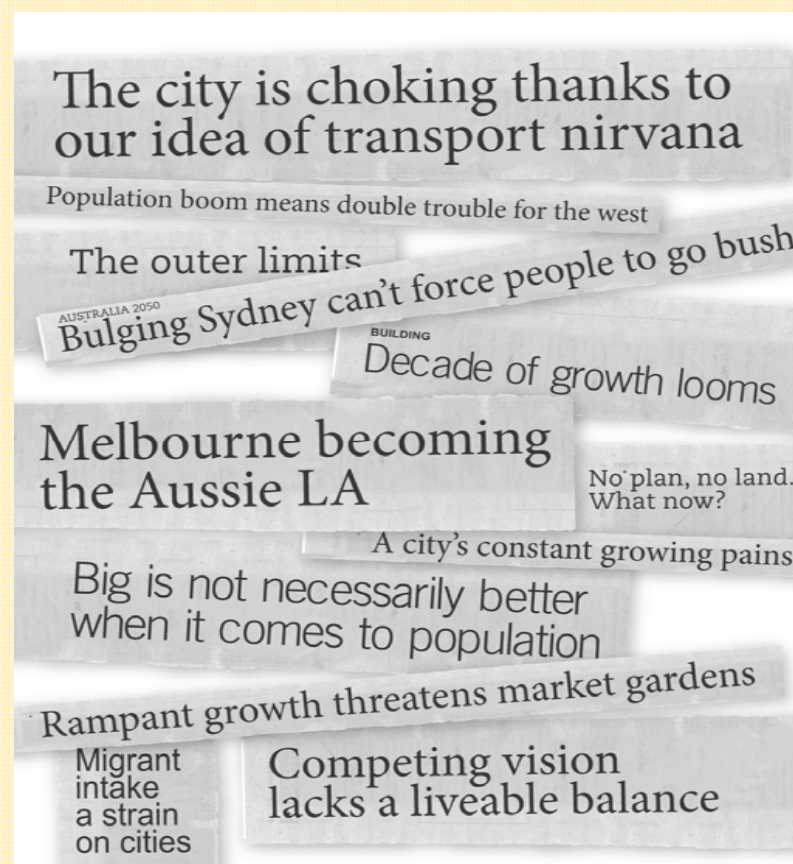 The city is choking thanks to
our idea of transport nirvana
Population boom means double trouble for the west
The outer limits
AUSTRALIA 2050
Bulging Sydney can't force people to go bush
BUILDING
Decade of growth looms
Melbourne becoming
the Aussie LA
No plan, no land.
What now?
A city's constant growing pains
Big is not necessarily better
when it comes to population
Rampant growth threatens market gardens
Migrant
intake
a strain
on cities
Competing vision
lacks a liveable balance